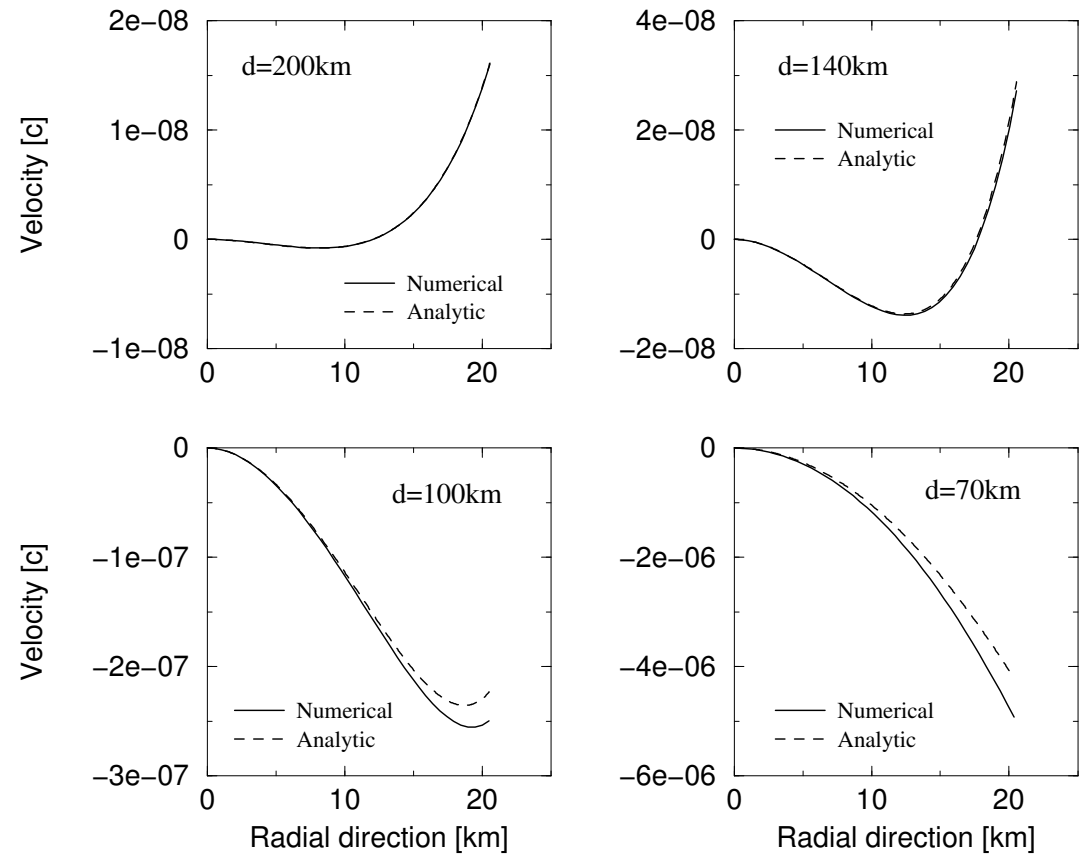 2e-08
1e-08
0
−1e-08
Velocity [c]
d=200km
Numerical
Analytic
0 10 20
4e-08
2e-08
0
−2e-08
d=140km
Numerical
Analytic
0 10 20
0
−1e-07
−2e-07
−3e-07
Velocity [c]
d=100km
Numerical
Analytic
0 10 20
Radial direction [km]
0
−2e-06
−4e-06
−6e-06
d=70km
Numerical
Analytic
0 10 20
Radial direction [km]